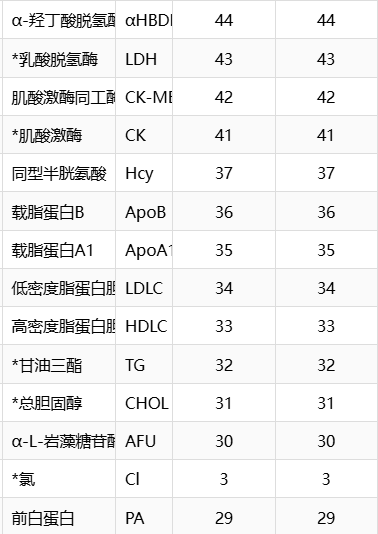 α-羟丁酸脱氢 αHBD 44 44
*乳酸脱氢酶 LDH 43 43
肌酸激酶同工 CK-M 42 42
*肌酸激酶 CK 41 41
同型半胱氨酸 Hcy 37 37
载脂蛋白B ApoB 36 36
载脂蛋白A1 ApoA1 35 35
低密度脂蛋白胆 LDLC 34 34
高密度脂蛋白胆 HDLC 33 33
*甘油三酯 TG 32 32
*总胆固醇 CHOL 31 31
α-L-岩藻糖苷 AFU 30 30
*氯 Cl 3 3
前白蛋白 PA 29 29